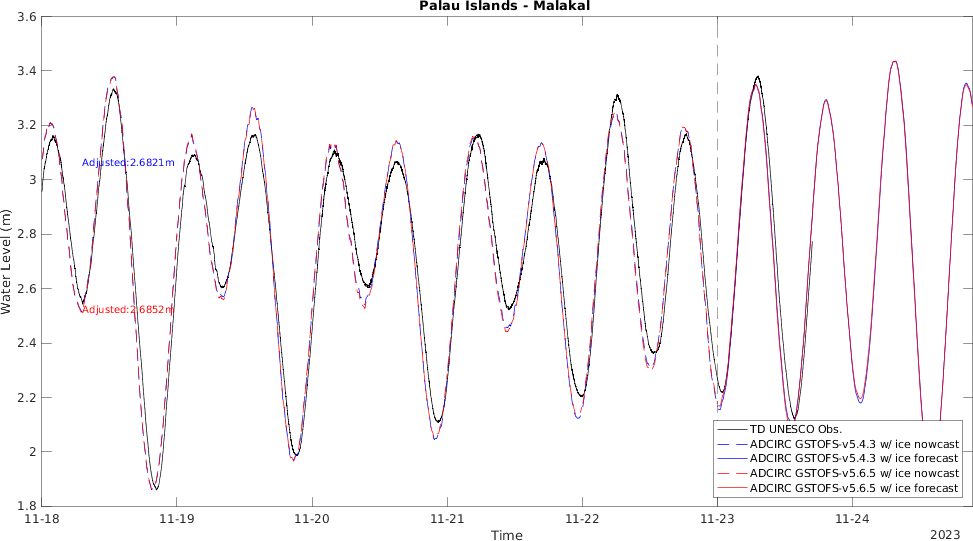 Palau Islands - Malakal
3.6
3.4
3.2
3
2.8
2.6
2.4
2.2
2
1.8
Water Level (m)
Adjusted:2.6821m
Adjusted:2.6852m
TD UNESCO Obs.
ADCIRC GSTOFS-v5.4.3 w/ ice nowcast
ADCIRC GSTOFS-v5.4.3 w/ ice forecast
ADCIRC GSTOFS-v5.6.5 w/ ice nowcast
ADCIRC GSTOFS-v5.6.5 w/ ice forecast
11-18 11-19 11-20 11-21 11-22 11-23 11-24
Time
2023